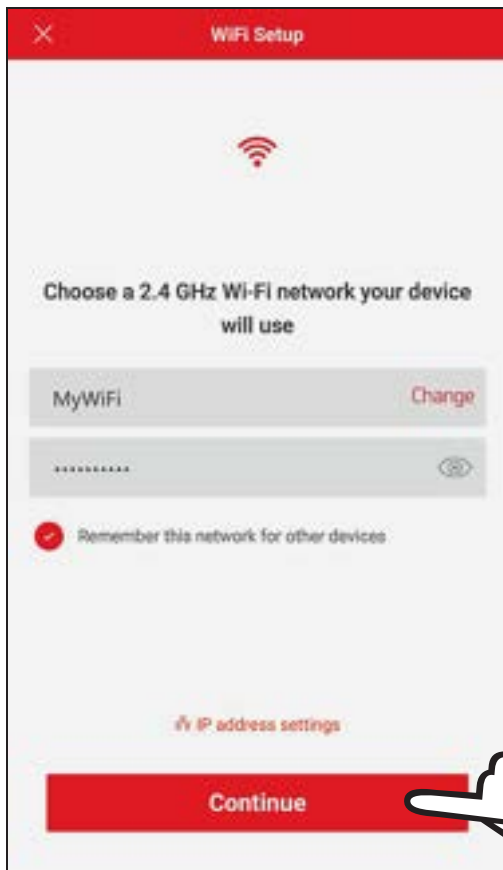 WiFi Setup
Choose a 2.4 GHz Wi-Fi network your device
will use
MyWiFi Change
••••••••••
Remember this network for other devices
IP address settings
Continue